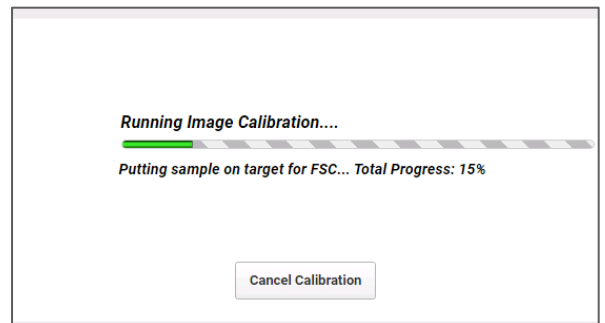 Running Image Calibration....
Putting sample on target for FSC... Total Progress: 15%
Cancel Calibration